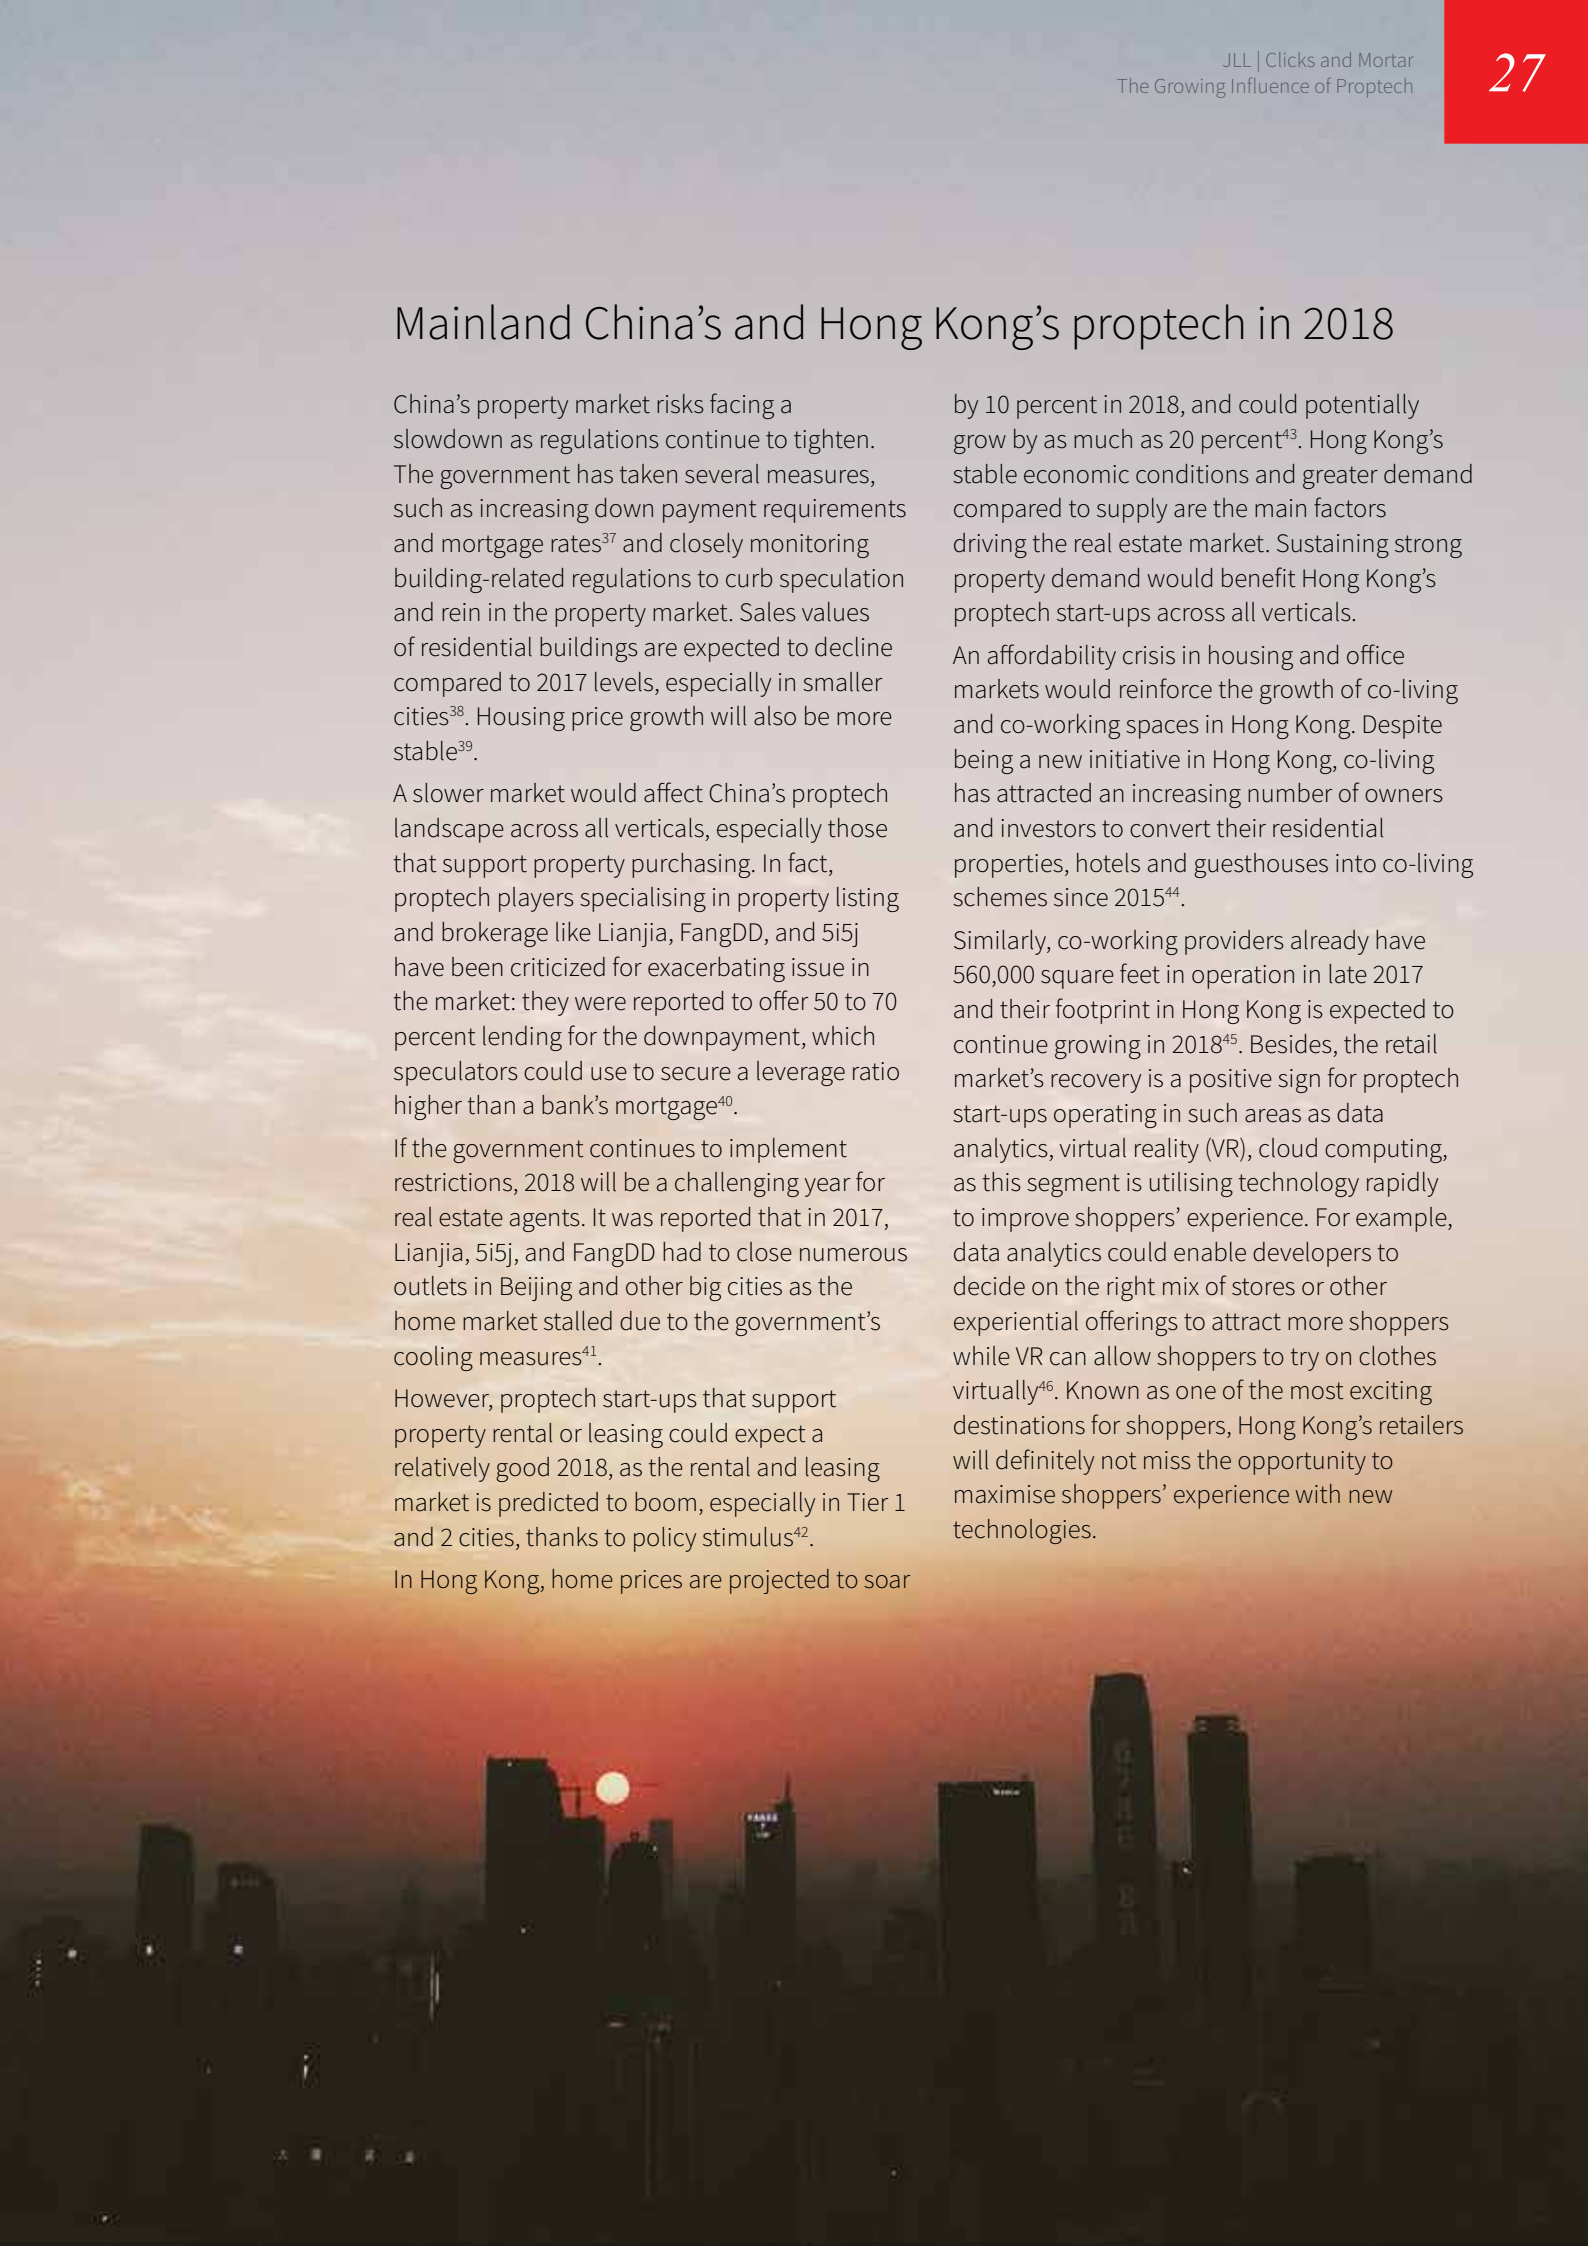 JLL | Clicks and Mortar
The Growing Influence of Proptech
27
Mainland China’s and Hong Kong’s proptech in 2018
China’s property market risks facing a
slowdown as regulations continue to tighten.
The government has taken several measures,
such as increasing down payment requirements
and mortgage rates37 and closely monitoring
building-related regulations to curb speculation
and rein in the property market. Sales values
of residential buildings are expected to decline
compared to 2017 levels, especially in smaller
cities38. Housing price growth will also be more
stable39.
A slower market would affect China’s proptech
landscape across all verticals, especially those
that support property purchasing. In fact,
proptech players specialising in property listing
and brokerage like Lianjia, FangDD, and 5i5j
have been criticized for exacerbating issue in
the market: they were reported to offer 50 to 70
percent lending for the downpayment, which
speculators could use to secure a leverage ratio
higher than a bank’s mortgage40.
If the government continues to implement
restrictions, 2018 will be a challenging year for
real estate agents. It was reported that in 2017,
Lianjia, 5i5j, and FangDD had to close numerous
outlets in Beijing and other big cities as the
home market stalled due to the government’s
cooling measures41.
However, proptech start-ups that support
property rental or leasing could expect a
relatively good 2018, as the rental and leasing
market is predicted to boom, especially in Tier 1
and 2 cities, thanks to policy stimulus42.
In Hong Kong, home prices are projected to soar
by 10 percent in 2018, and could potentially
grow by as much as 20 percent43. Hong Kong’s
stable economic conditions and greater demand
compared to supply are the main factors
driving the real estate market. Sustaining strong
property demand would benefit Hong Kong’s
proptech start-ups across all verticals.
An affordability crisis in housing and office
markets would reinforce the growth of co-living
and co-working spaces in Hong Kong. Despite
being a new initiative in Hong Kong, co-living
has attracted an increasing number of owners
and investors to convert their residential
properties, hotels and guesthouses into co-living
schemes since 201544.
Similarly, co-working providers already have
560,000 square feet in operation in late 2017
and their footprint in Hong Kong is expected to
continue growing in 201845. Besides, the retail
market’s recovery is a positive sign for proptech
start-ups operating in such areas as data
analytics, virtual reality (VR), cloud computing,
as this segment is utilising technology rapidly
to improve shoppers’ experience. For example,
data analytics could enable developers to
decide on the right mix of stores or other
experiential offerings to attract more shoppers
while VR can allow shoppers to try on clothes
virtually46. Known as one of the most exciting
destinations for shoppers, Hong Kong’s retailers
will definitely not miss the opportunity to
maximise shoppers’ experience with new
technologies.